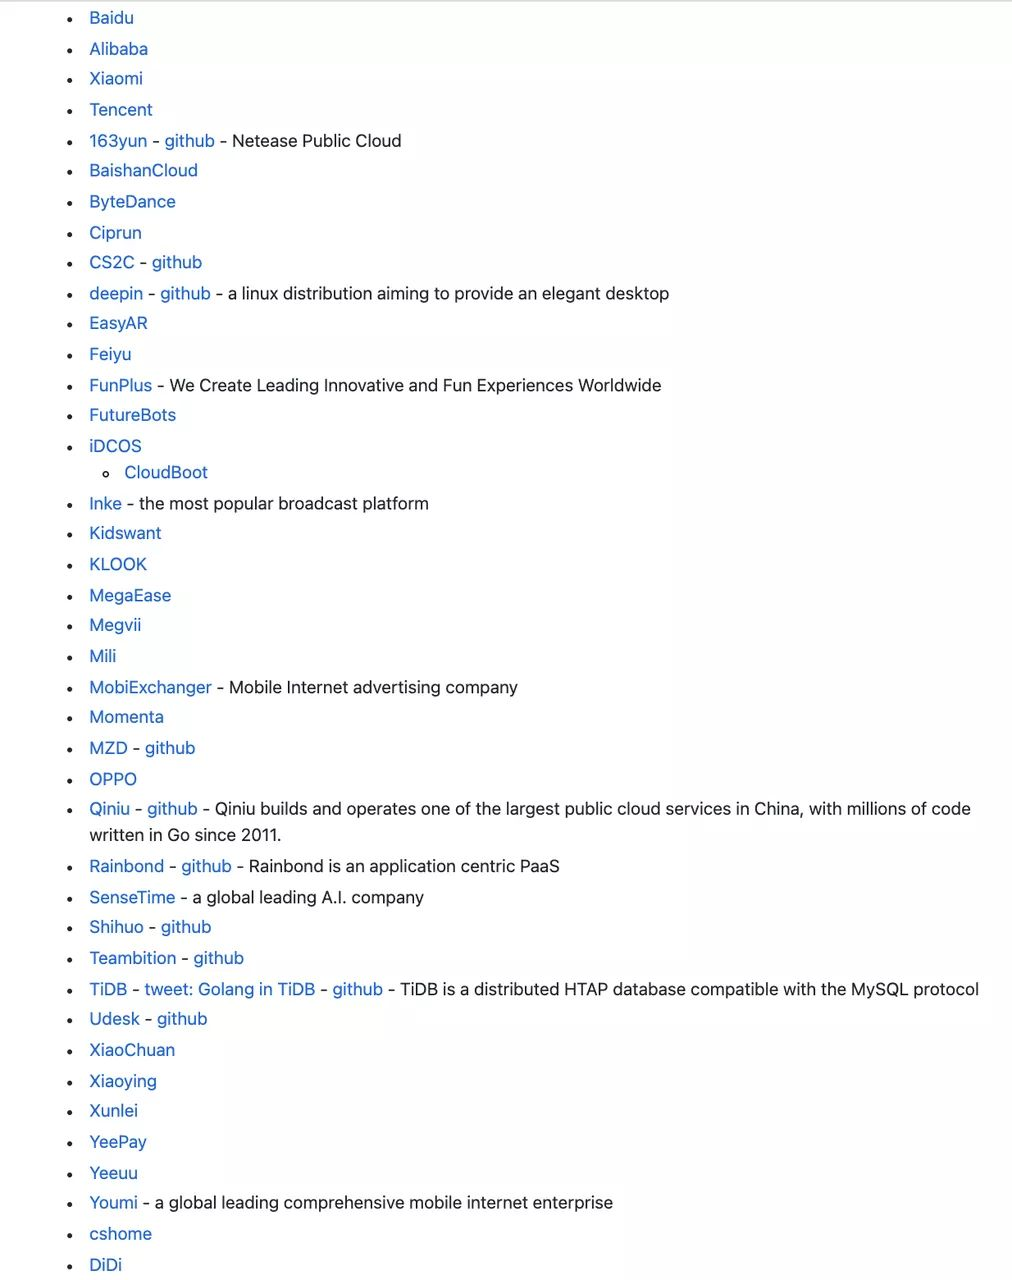 Baidu
Alibaba
Xiaomi
Tencent
163yun - github - Netease Public Cloud
BaishanCloud
ByteDance
Ciprun
CS2C - github
deepin - github - a linux distribution aiming to provide an elegant desktop
EasyAR
Feiyu
FunPlus - We Create Leading Innovative and Fun Experiences Worldwide
FutureBots
iDCOS
CloudBoot
Inke - the most popular broadcast platform
Kidswant
KLOOK
MegaEase
Megvii
Mili
MobiExchanger - Mobile Internet advertising company
Momenta
MZD - github
OPPO
Qiniu - github - Qiniu builds and operates one of the largest public cloud services in China, with millions of code
written in Go since 2011.
Rainbond - github - Rainbond is an application centric PaaS
SenseTime - a global leading A.I. company
Shihuo - github
Teambition - github
TiDB - tweet: Golang in TiDB - github - TiDB is a distributed HTAP database compatible with the MySQL protocol
Udesk - github
XiaoChuan
Xiaoying
Xunlei
YeePay
Yeeuu
Youmi - a global leading comprehensive mobile internet enterprise
cshome
DiDi